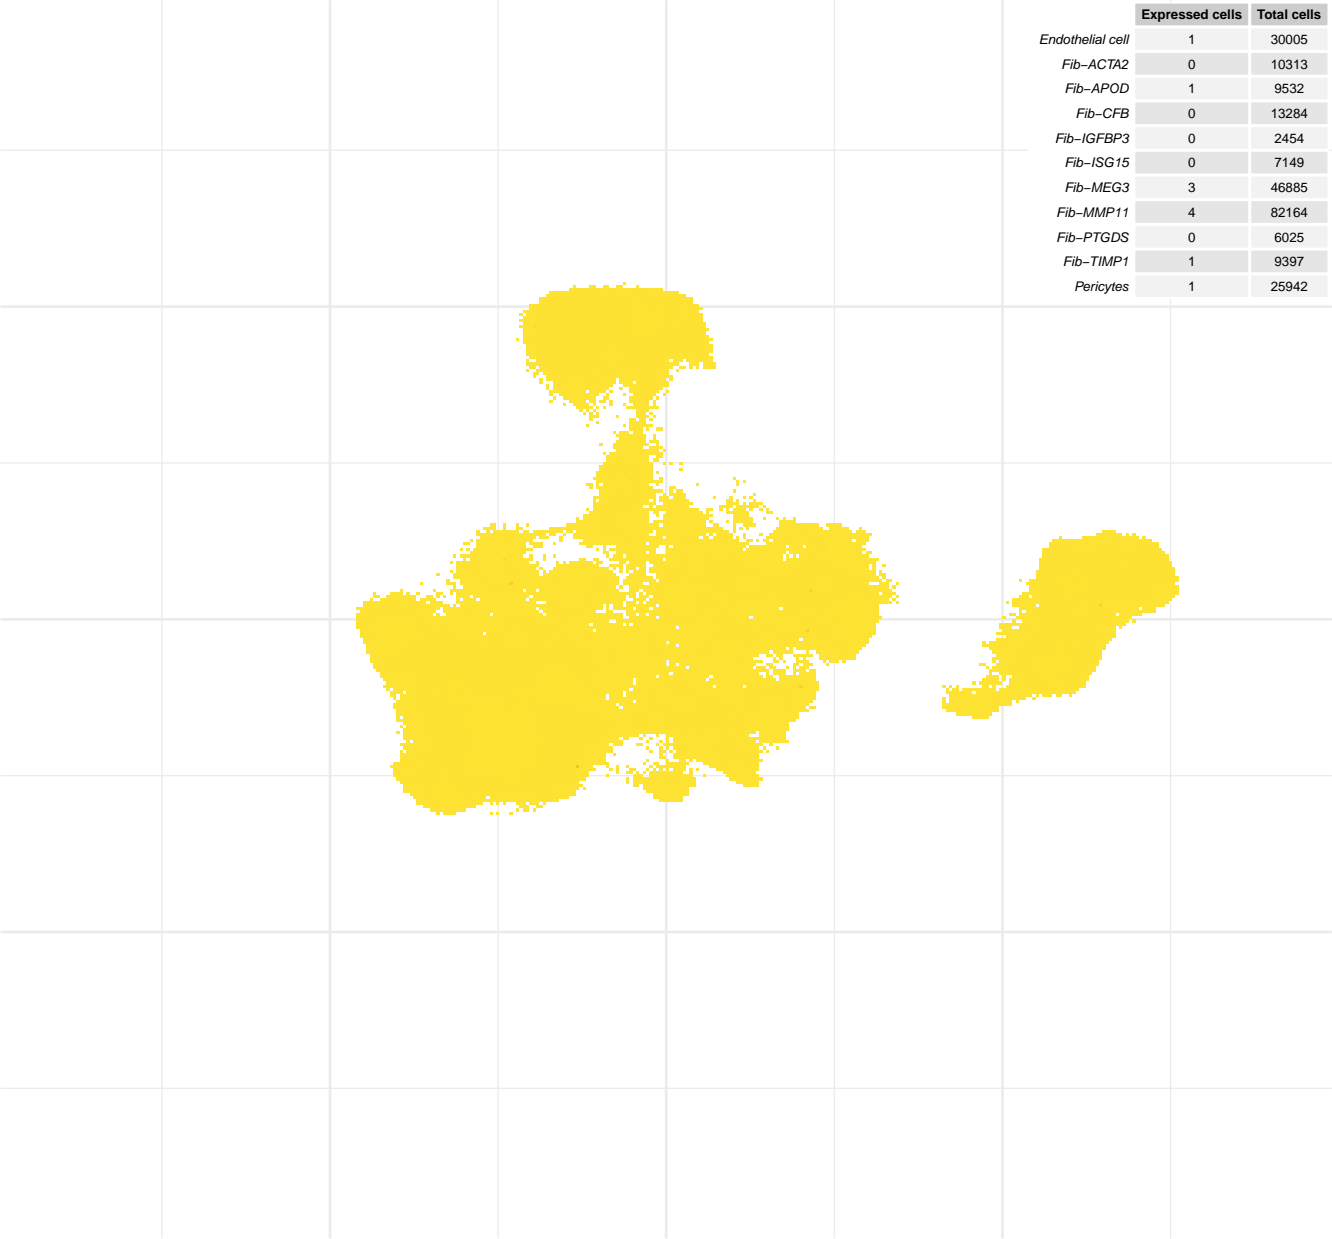 Expressed cells Total cells
Endothelial cell 1 30005
Fib−ACTA2 0 10313
Fib−APOD 1 9532
Fib−CFB 0 13284
Fib−IGFBP3 0 2454
Fib−ISG15 0 7149
Fib−MEG3 3 46885
Fib−MMP11 4 82164
Fib−PTGDS 0 6025
Fib−TIMP1 1 9397
Pericytes 1 25942